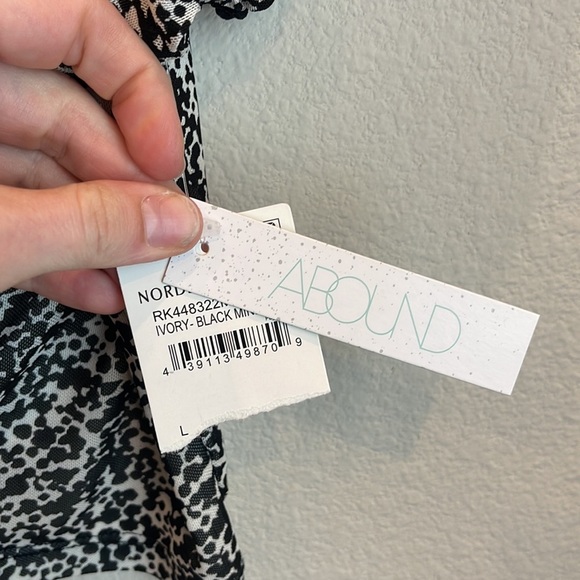 ABOUND
NORD
RK448322
IVORY- BLACK MI
4 39113 49870 9
L